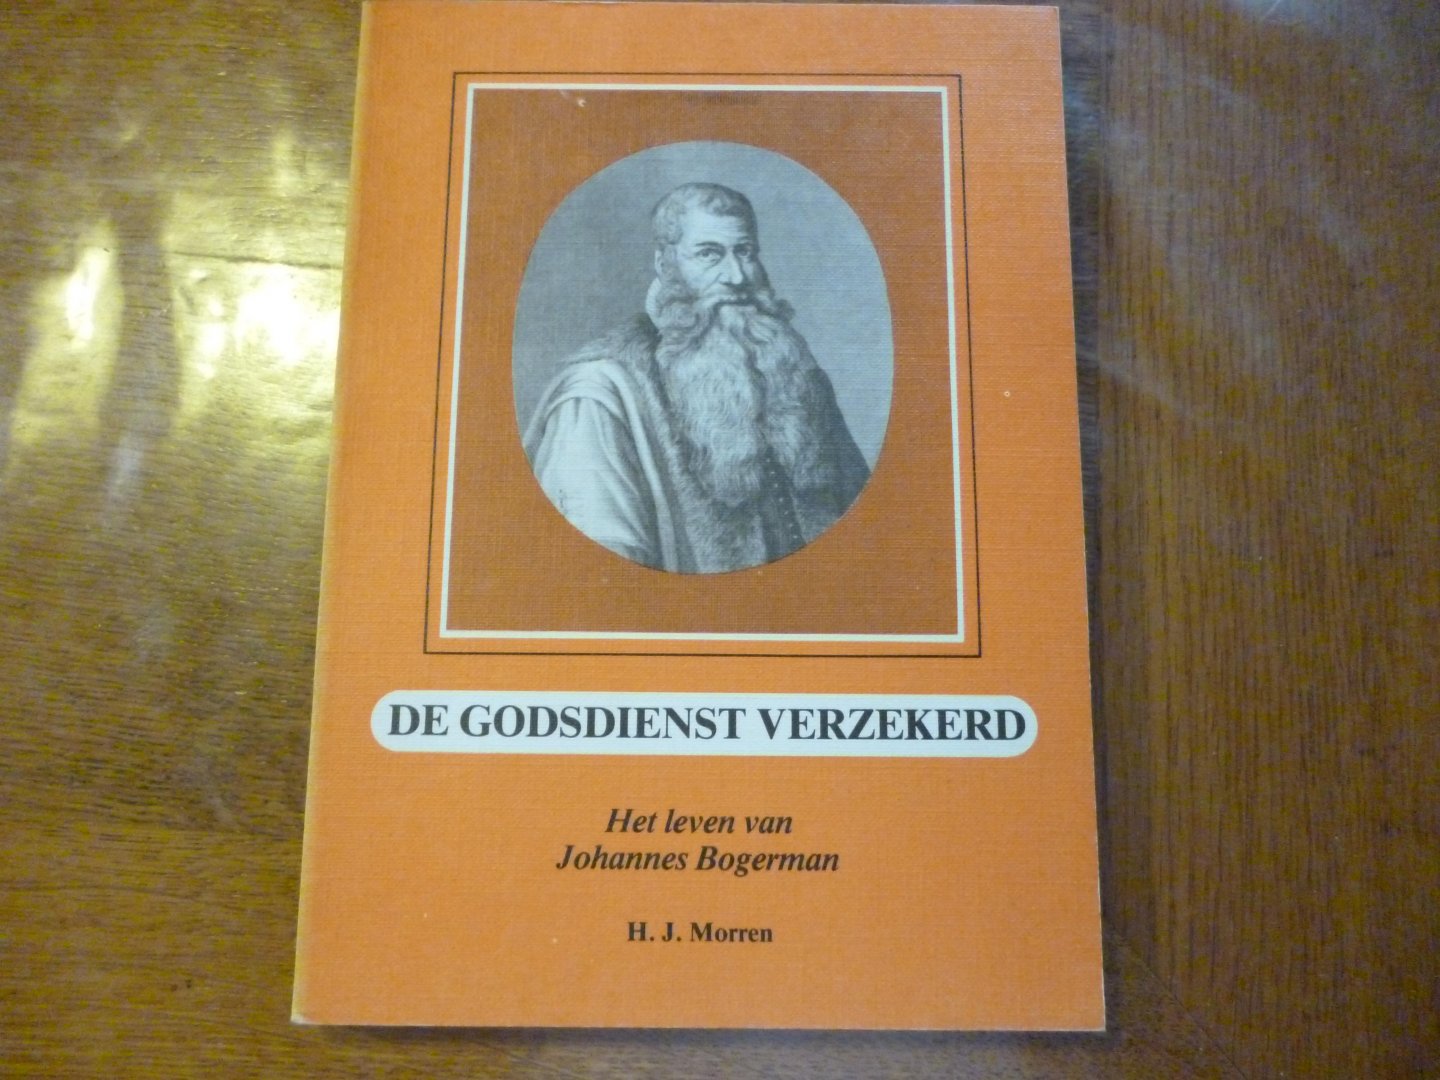 DE GODSDIENST VERZEKERD
Het leven van
Johannes Bogerman
H. J. Morren